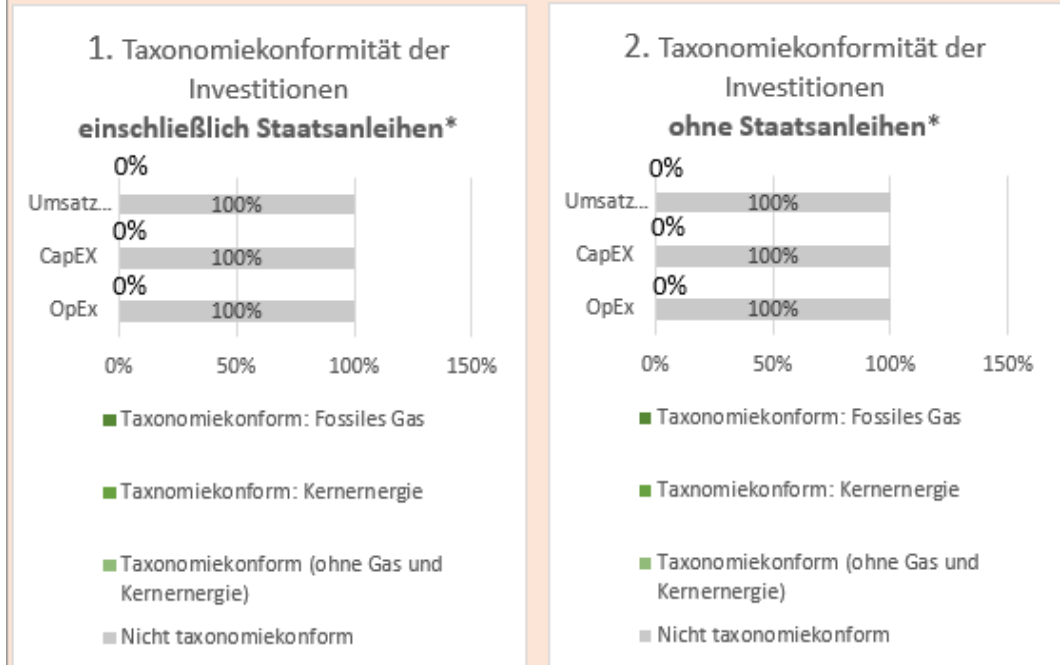 1. Taxonomiekonformität der
Investitionen
einschließlich Staatsanleihen*
0%
Umsatz... 100%
0%
CapEX 100%
0%
OpEx 100%
0% 50% 100% 150%
Taxonomiekonform: Fossiles Gas
Taxnomiekonform: Kernernergie
Taxonomiekonform (ohne Gas und
Kernernergie)
Nicht taxonomiekonform
2. Taxonomiekonformität der
Investitionen
ohne Staatsanleihen*
0%
Umsatz... 100%
0%
CapEX 100%
0%
OpEx 100%
0% 50% 100% 150%
Taxonomiekonform: Fossiles Gas
Taxnomiekonform: Kernernergie
Taxonomiekonform (ohne Gas und
Kernernergie)
Nicht taxonomiekonform